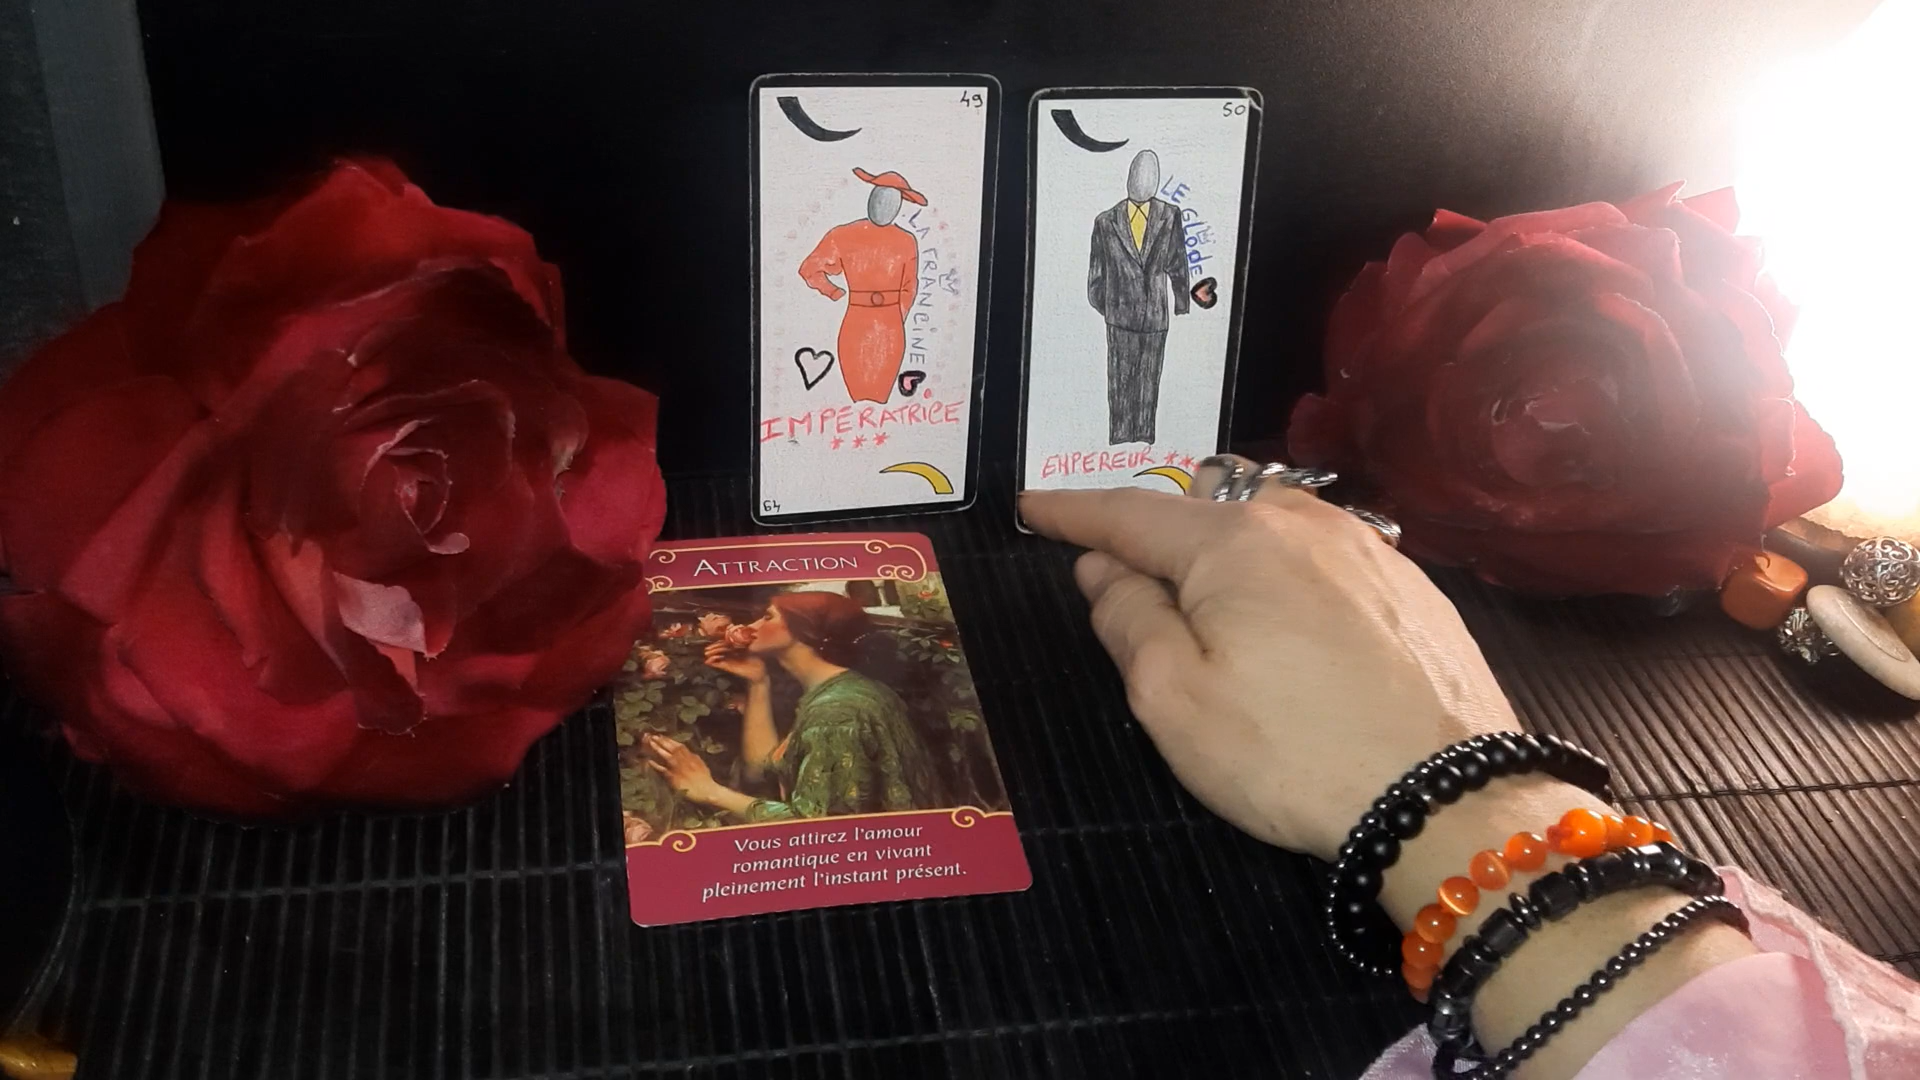 49
LA FRANCINE
IMPERATRICE
***
64
50
LE GLODE
EMPEREUR **
ATTRACTION
Vous attirez l'amour
romantique en vivant
pleinement l'instant présent.